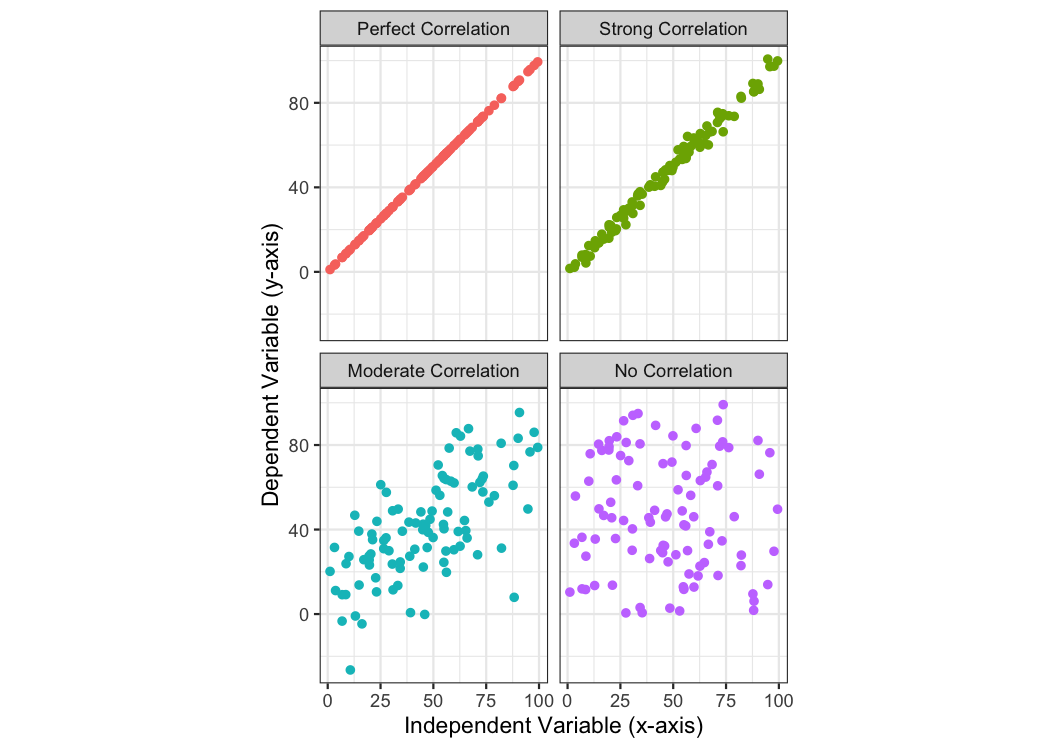 Perfect Correlation
Strong Correlation
80
40
0
Moderate Correlation
No Correlation
80
40
0
0
25
50
75
100
0
25
50
75
100
Dependent Variable (y-axis)
Independent Variable (x-axis)